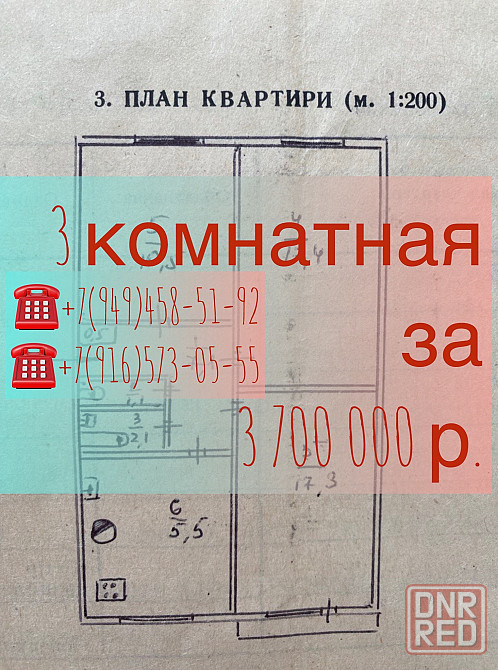 3. ПЛАН КВАРТИРИ (м. 1:200)
3 комнатная
+7(949)458-51-92
за
+7(916)573-05-55
3 700 000 р.
3
2,1
17,3
6
5,5
DNR
RED